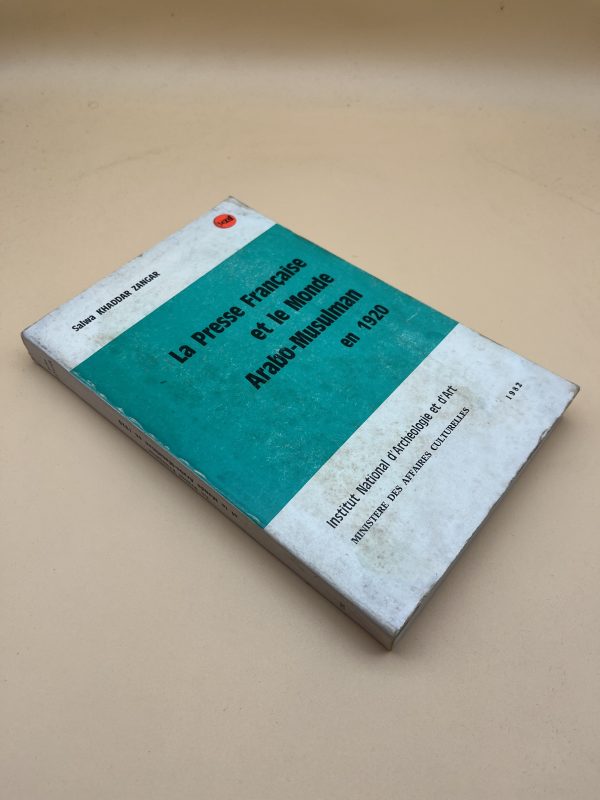 Salwa KHADDAR ZANGAR
La Presse Française
et le Monde
Arabo-Musulman
en 1920
Institut National d'Archéologie et d'Art
MINISTERE DES AFFAIRES CULTURELLES
1982